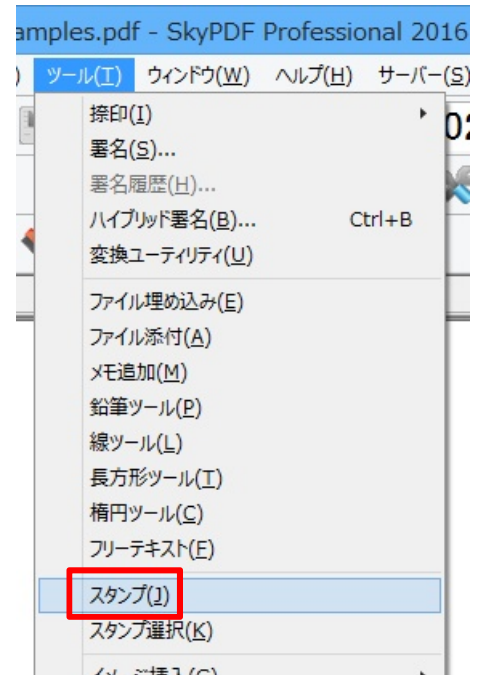 amples.pdf - SkyPDF Professional 2016
) ツール(T) ウィンドウ(W) ヘルプ(H) サーバー(S)
捺印(I)
署名(S)...
署名履歴(H)...
ハイブリッド署名(B)... Ctrl+B
変換ユーティリティ(U)
ファイル埋め込み(E)
ファイル添付(A)
メモ追加(M)
鉛筆ツール(P)
線ツール(L)
長方形ツール(T)
楕円ツール(C)
フリーテキスト(F)
スタンプ(J)
スタンプ選択(K)